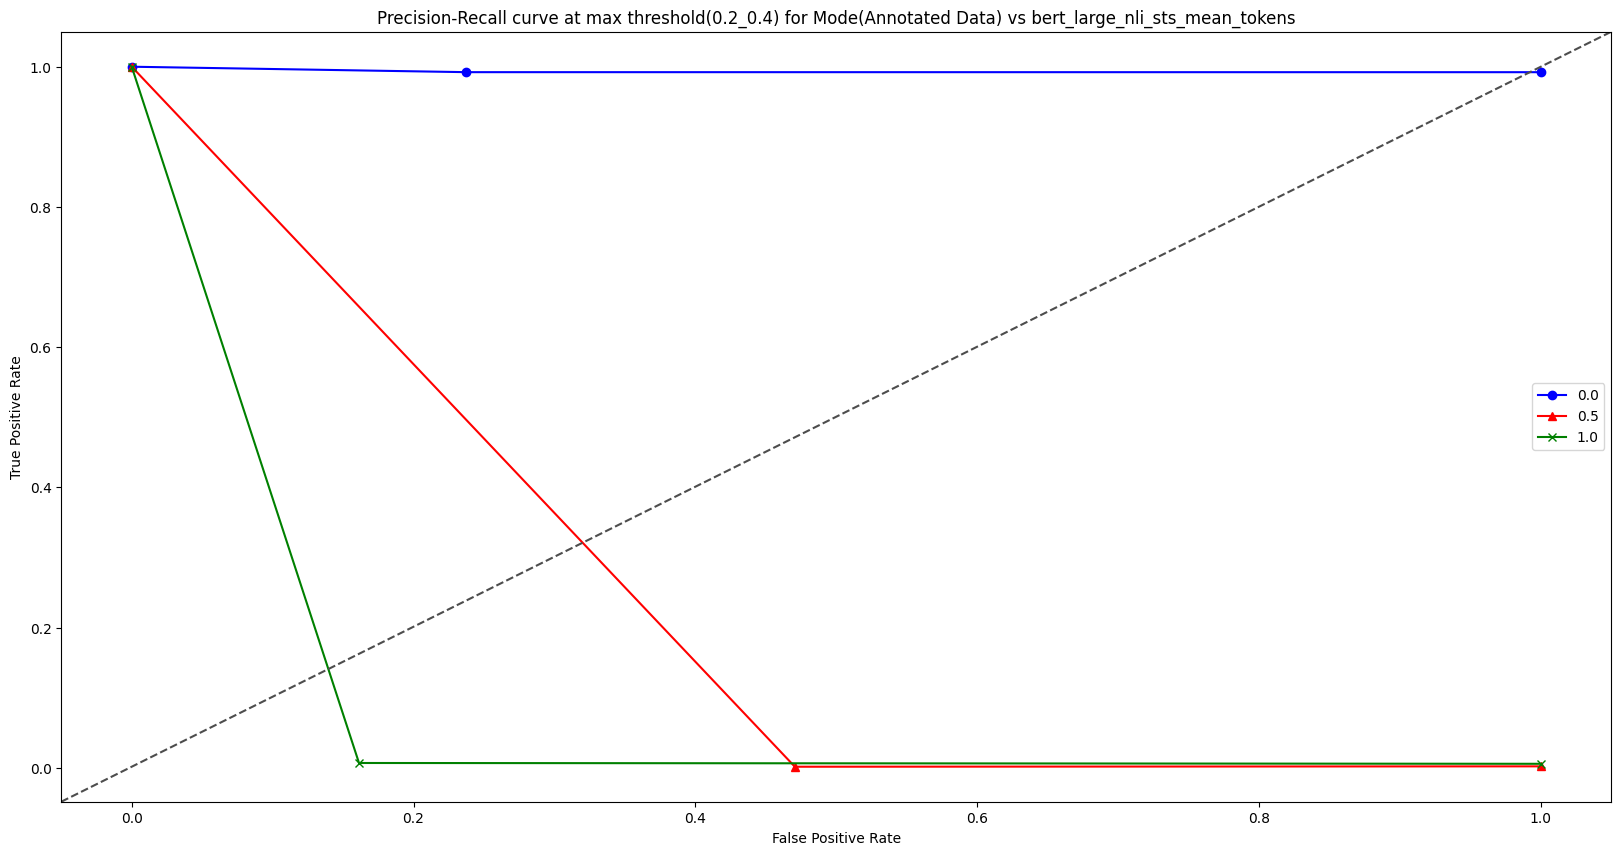 Precision-Recall curve at max threshold(0.2_0.4) for Mode(Annotated Data) vs bert_large_nli_sts_mean_tokens
1.0
0.8
0.6
0.4
0.2
0.0
True Positive Rate
0.0
0.5
1.0
0.0 0.2 0.4 0.6 0.8 1.0
False Positive Rate